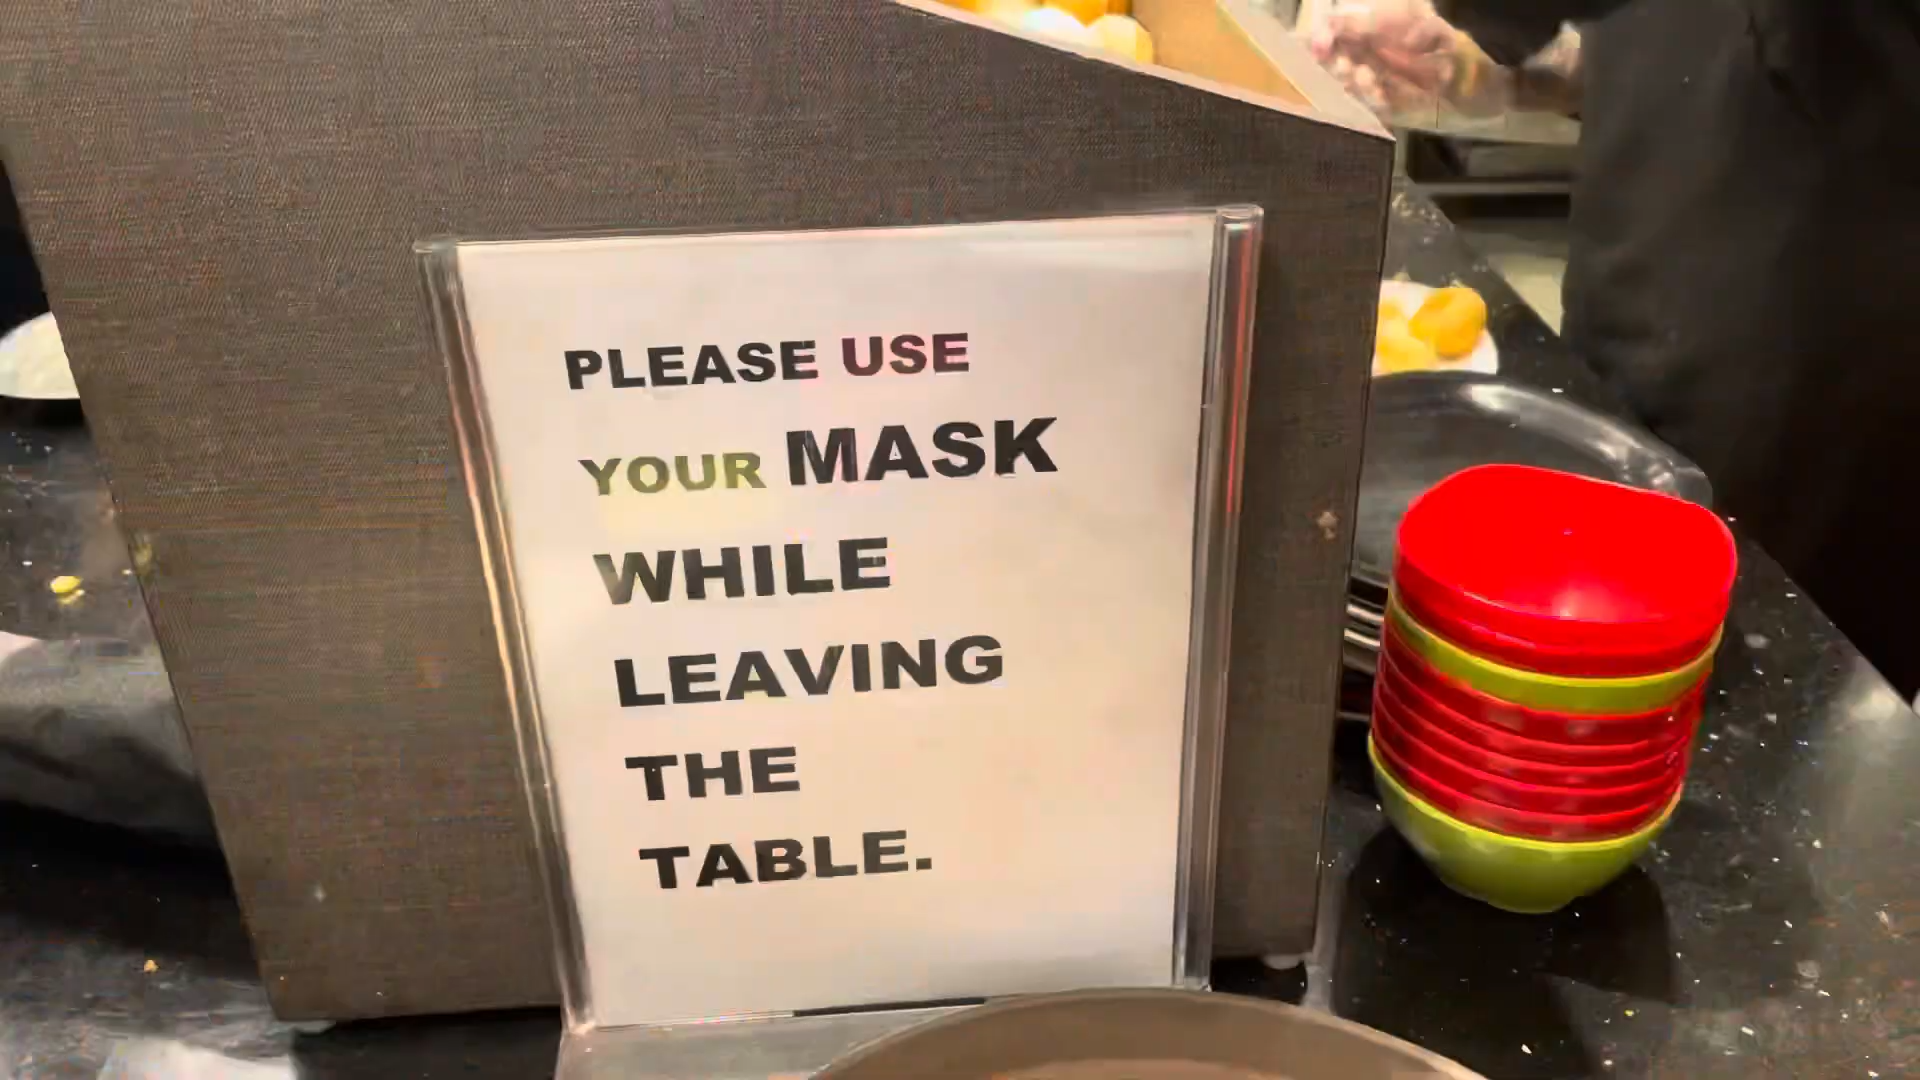 PLEASE USE
YOUR MASK
WHILE
LEAVING
THE
TABLE.